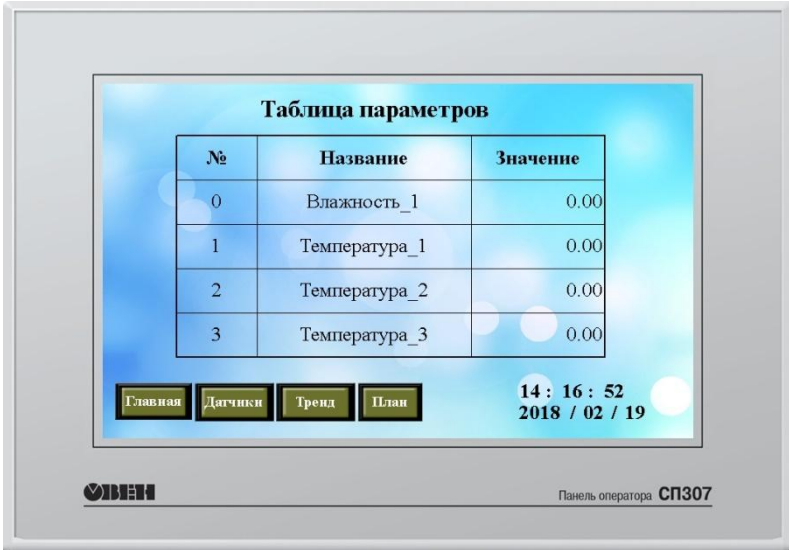 Таблица параметров
№ Название Значение
0 Влажность_1 0.00
1 Температура_1 0.00
2 Температура_2 0.00
3 Температура_3 0.00
Главная Датчики Тренд План
14 : 16 : 52
2018 / 02 / 19
ОВЕН
Панель оператора СП307